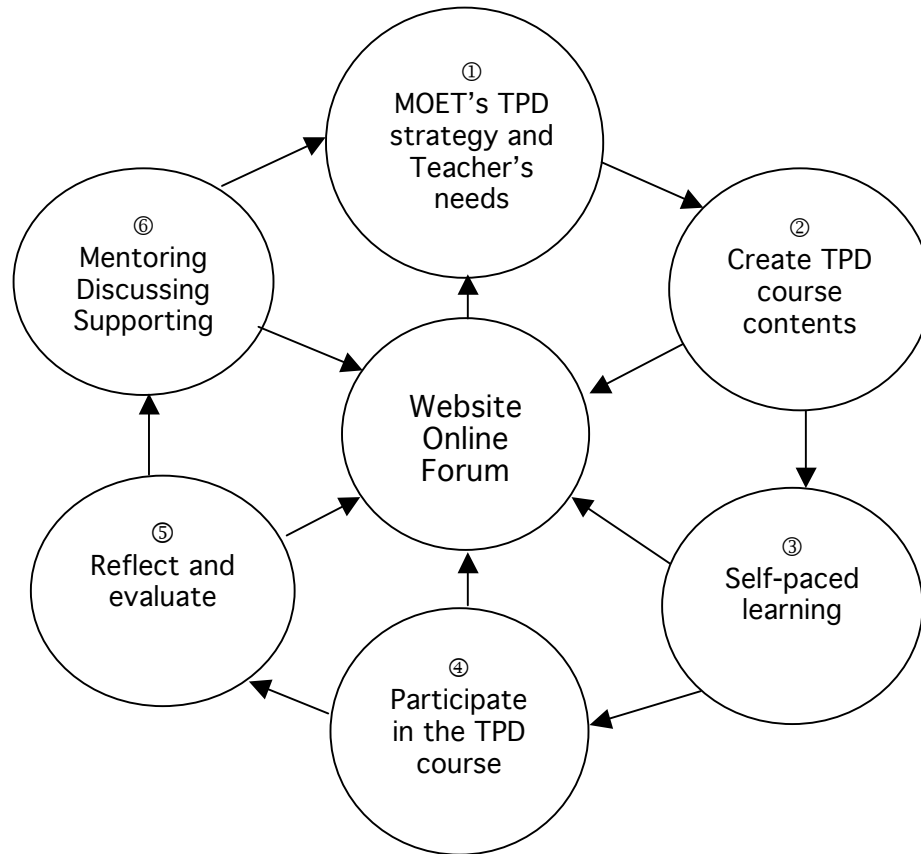 ①
MOET's TPD
strategy and
Teacher's
needs
②
Create TPD
course
contents
③
Self-paced
learning
④
Participate
in the TPD
course
⑤
Reflect and
evaluate
⑥
Mentoring
Discussing
Supporting
Website
Online
Forum